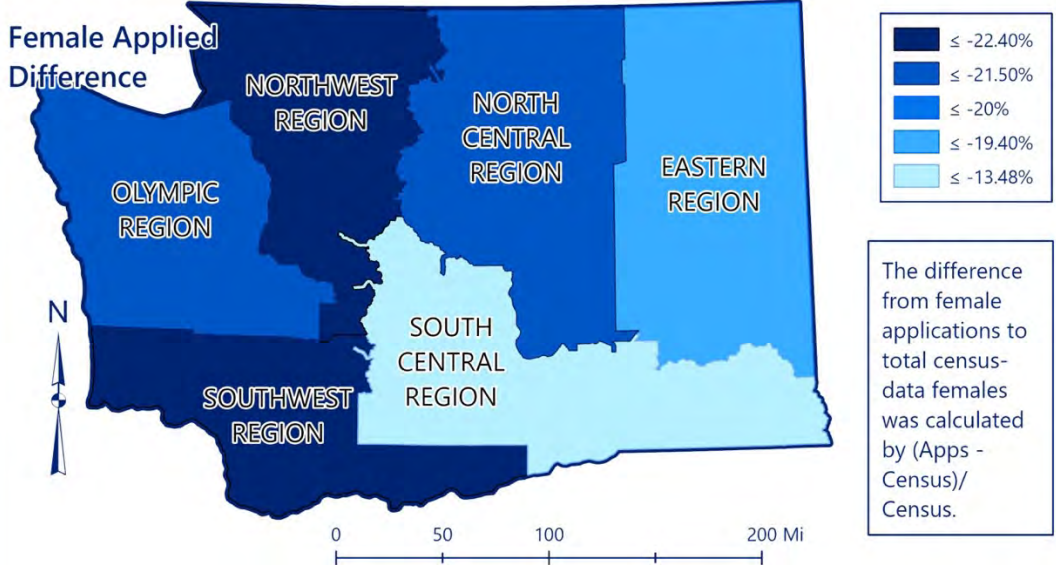 Female Applied
Difference
NORTHWEST
REGION
NORTH
CENTRAL
REGION
EASTERN
REGION
OLYMPIC
REGION
SOUTH
CENTRAL
REGION
SOUTHWEST
REGION
N
0 50 100 200 Mi
≤ -22.40%
≤ -21.50%
≤ -20%
≤ -19.40%
≤ -13.48%
The difference
from female
applications to
total census-
data females
was calculated
by (Apps -
Census)/
Census.